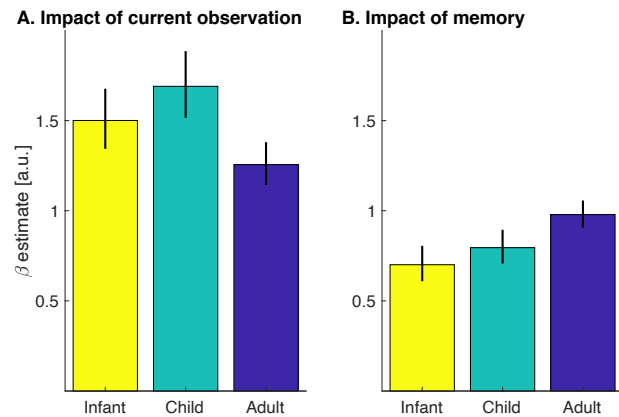 A. Impact of current observation
B. Impact of memory
β estimate [a.u.]
1.5
1
0.5
Infant Child Adult
1.5
1
0.5
Infant Child Adult